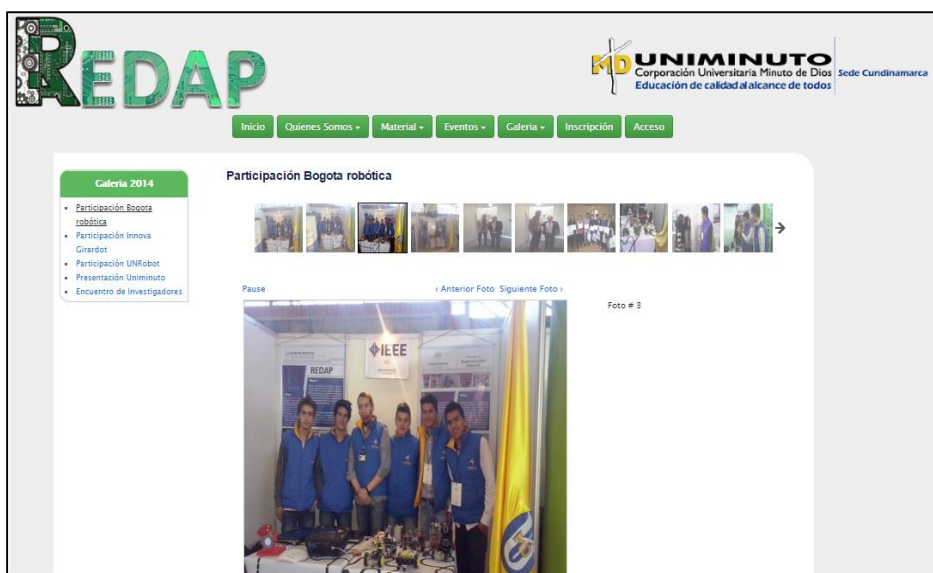 REDAP
UNIMINUTO
Corporación Universitaria Minuto de Dios
Educación de calidad al alcance de todos
Sede Cundinamarca
Inicio
Quienes Somos
Material
Eventos
Galeria
Inscripción
Acceso
Galeria 2014
Participación Bogota
robótica
Participación Innova
Girardot
Participación UNRobot
Presentación Uniminuto
Encuentro de Investigadores
Participación Bogota robótica
Pause
‹ Anterior Foto
Siguiente Foto ›
Foto # 3
IEEE
REDAP